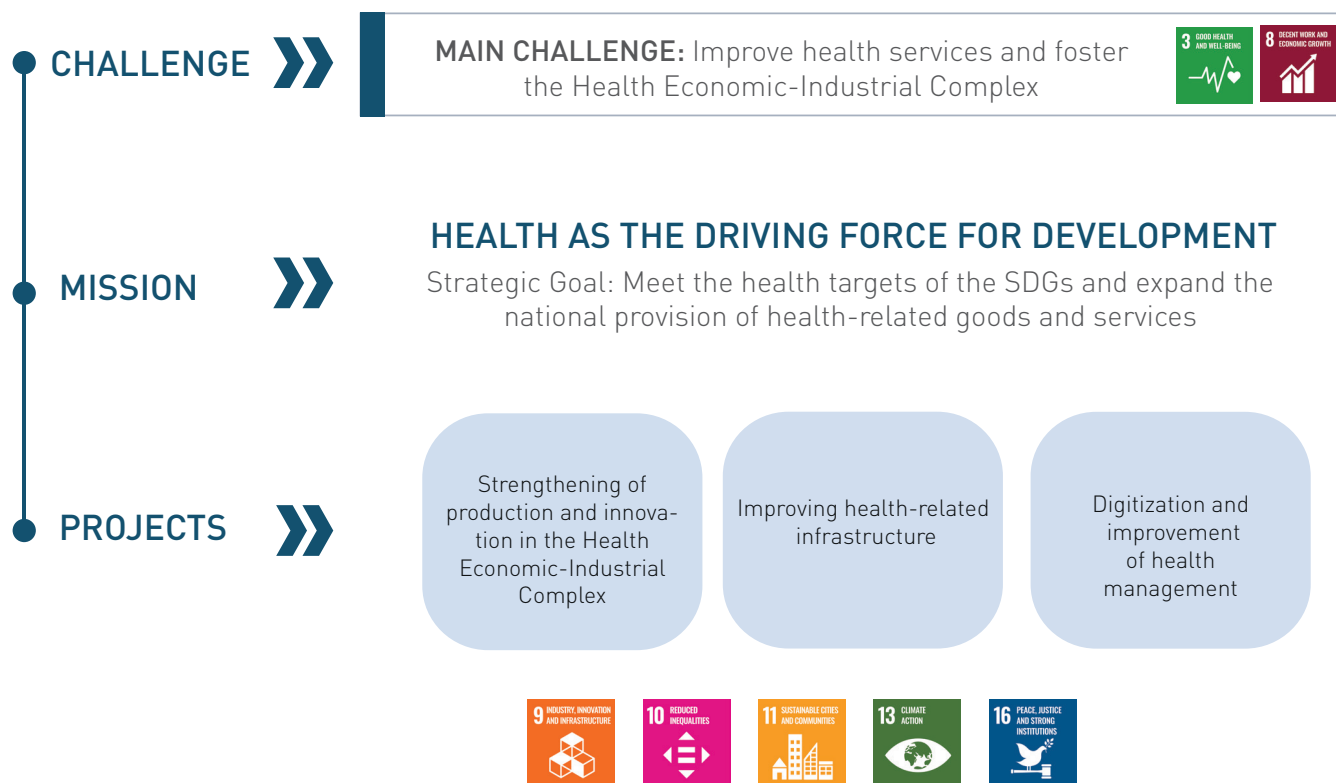 CHALLENGE
MAIN CHALLENGE: Improve health services and foster
the Health Economic-Industrial Complex
3 GOOD HEALTH
AND WELL-BEING
8 DECENT WORK AND
ECONOMIC GROWTH
MISSION
HEALTH AS THE DRIVING FORCE FOR DEVELOPMENT
Strategic Goal: Meet the health targets of the SDGs and expand the
national provision of health-related goods and services
PROJECTS
Strengthening of
production and innova-
tion in the Health
Economic-Industrial
Complex
Improving health-related
infrastructure
Digitization and
improvement
of health
management
9 INDUSTRY, INNOVATION
AND INFRASTRUCTURE
10 REDUCED
INEQUALITIES
11 SUSTAINABLE CITIES
AND COMMUNITIES
13 CLIMATE
ACTION
16 PEACE, JUSTICE
AND STRONG
INSTITUTIONS